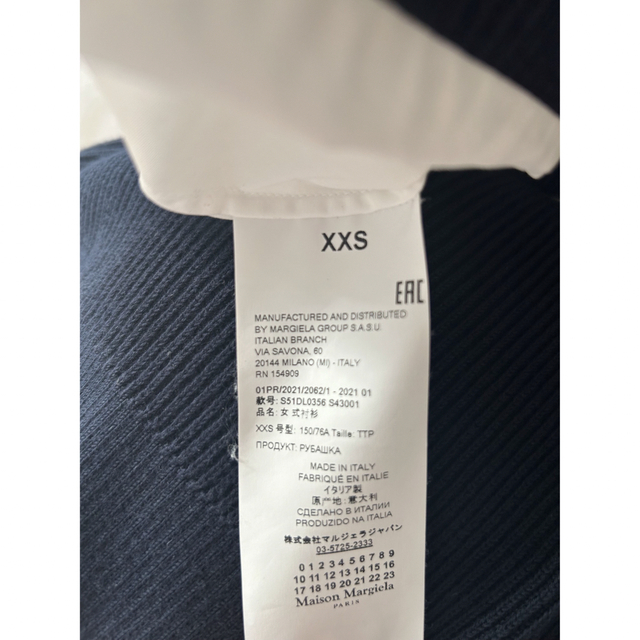 XXS
EAC
MANUFACTURED AND DISTRIBUTED
BY MARGIELA GROUP S.A.S.U.
ITALIAN BRANCH
VIA SAVONA, 60
20144 MILANO (MI) - ITALY
RN 154909
01PR/2021/2062/1 - 2021 01
款号: S51DL0356 S43001
品名: 女式衬衫
XXS 号型: 150/76A Taille: TTP
ПРОДУКТ: РУБАШКА
MADE IN ITALY
FABRIQUÉ EN ITALIE
イタリア製
原产地: 意大利
СДЕЛАНО В ИТАЛИИ
PRODUZIDO NA ITALIA
株式会社マルジェラジャパン
03-5725-2333
0 1 2 3 4 5 6 7 8 9
10 11 12 13 14 15 16
17 18 19 20 21 22 23
Maison Margiela
PARIS